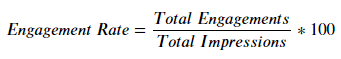 Engagement Rate = Total Engagements / Total Impressions * 100